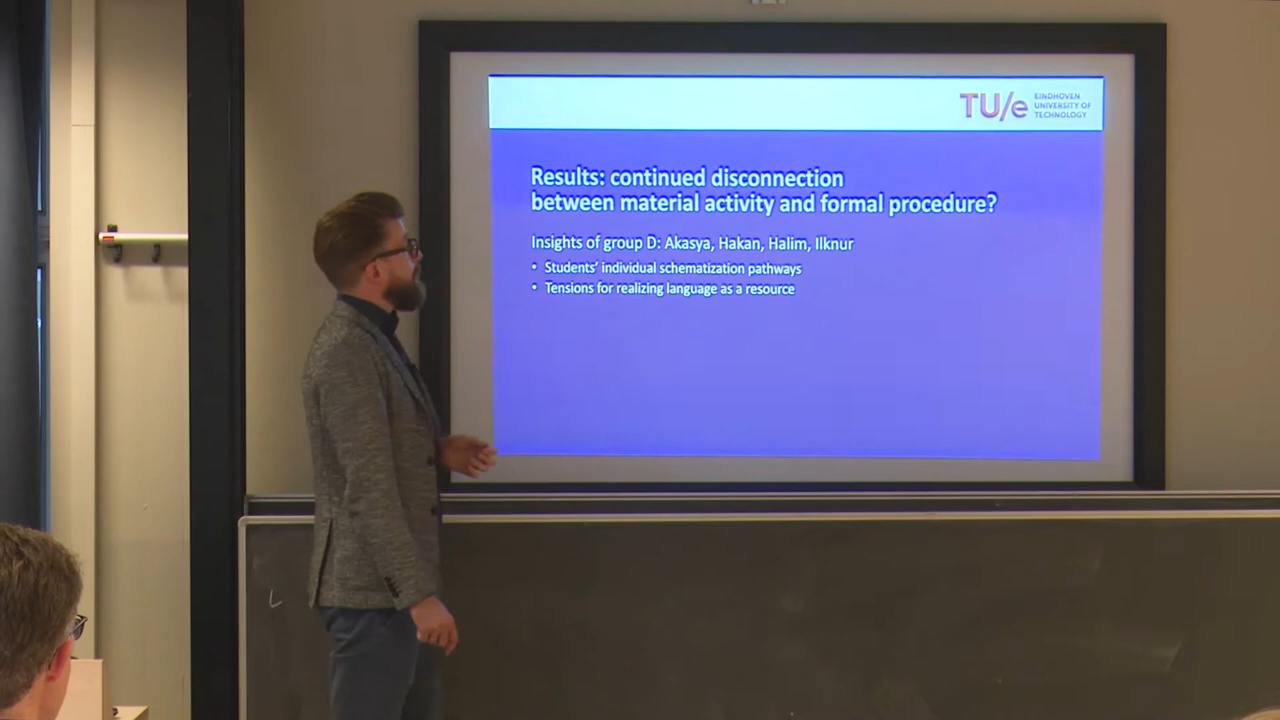 TU/e
EINDHOVEN
UNIVERSITY OF
TECHNOLOGY
Results: continued disconnection
between material activity and formal procedure?
Insights of group D: Akasya, Hakan, Halim, Ilknur
• Students' individual schematization pathways
• Tensions for realizing language as a resource